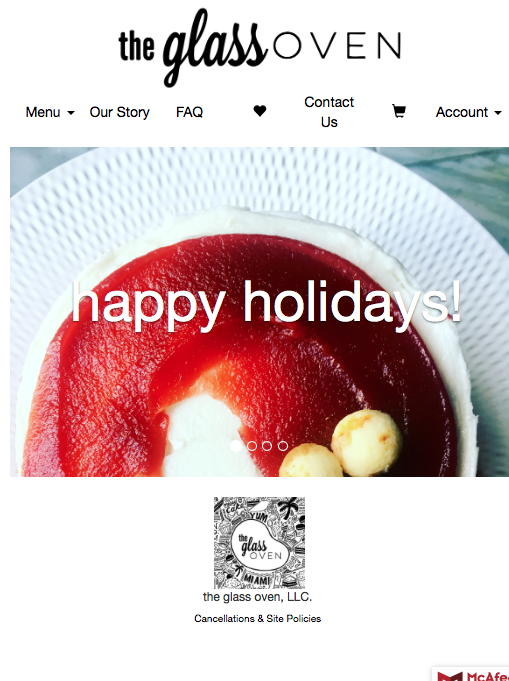 the glass OVEN
Menu
Our Story
FAQ
Contact Us
Account
happy holidays!
YUM
the glass OVEN
MIAMI
the glass oven, LLC.
Cancellations & Site Policies